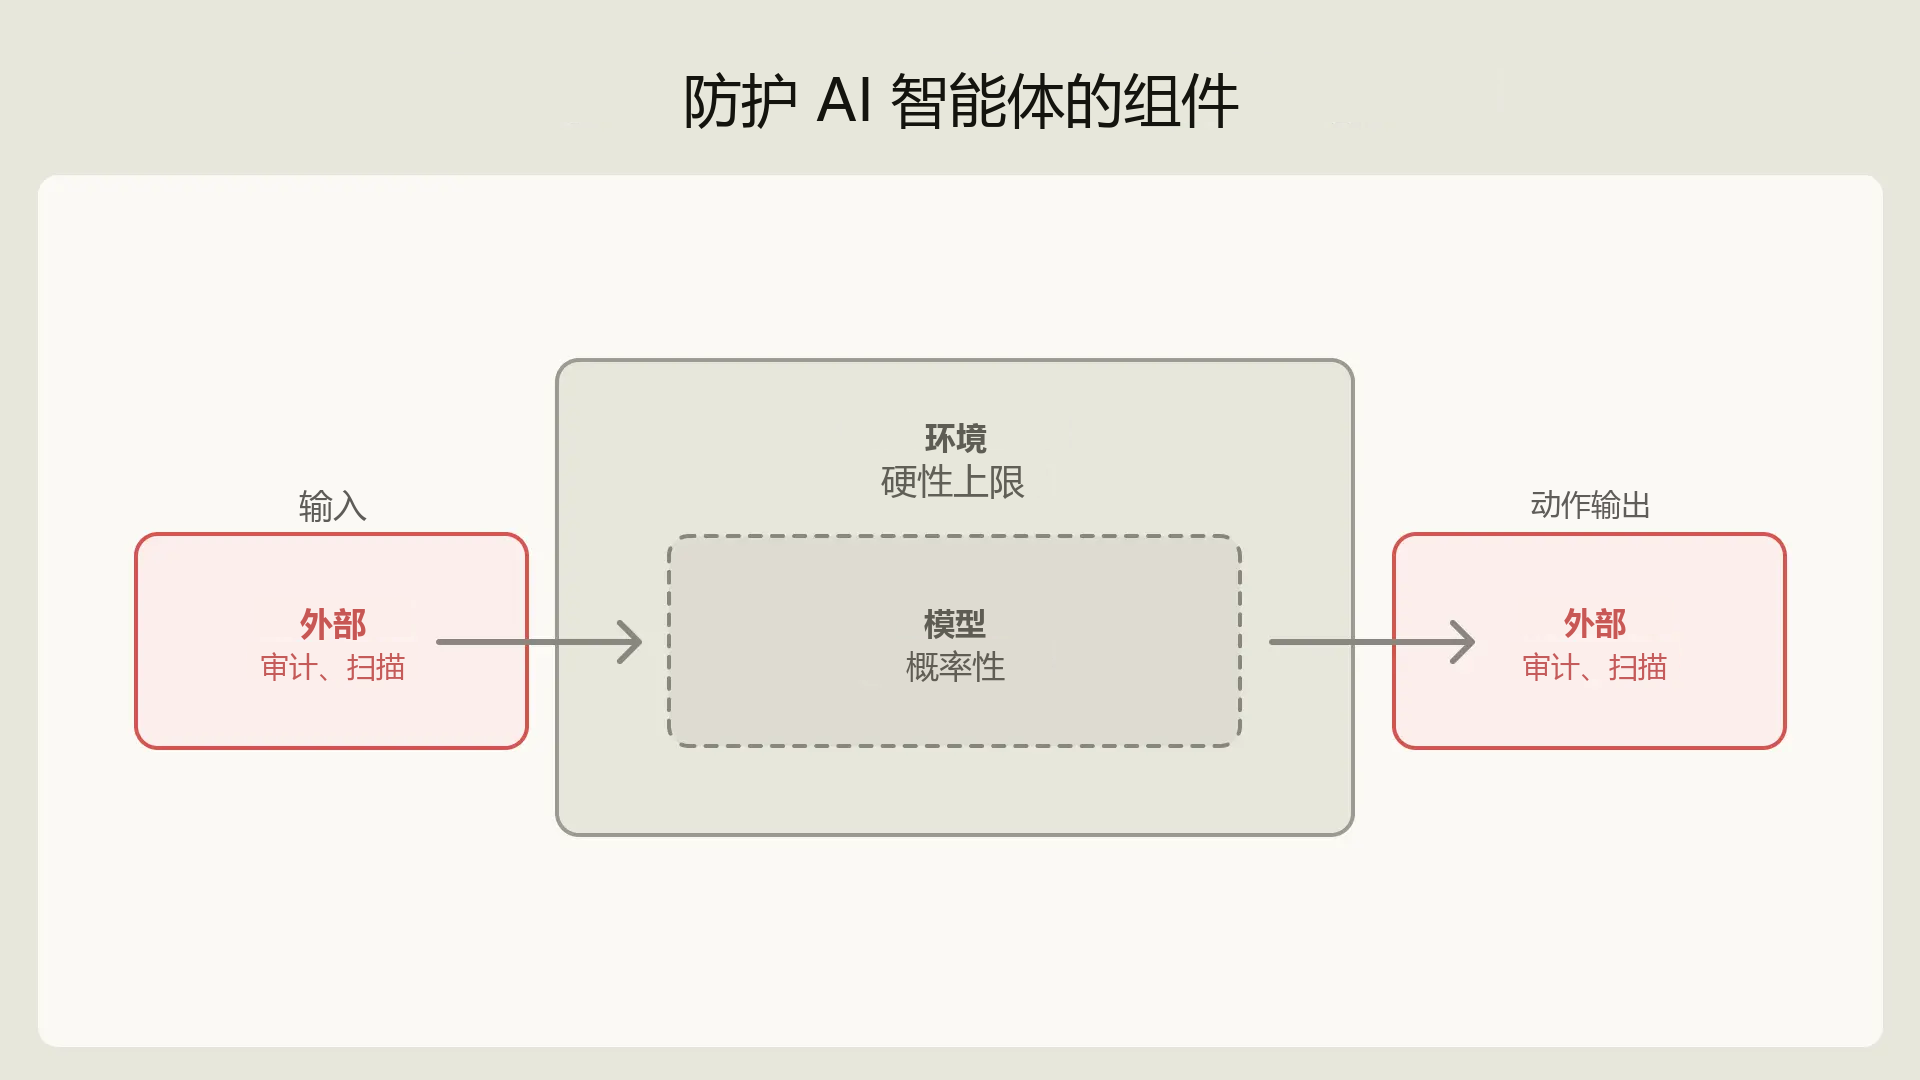 防护 AI 智能体的组件
输入
外部
审计、扫描
环境
硬性上限
模型
概率性
动作输出
外部
审计、扫描